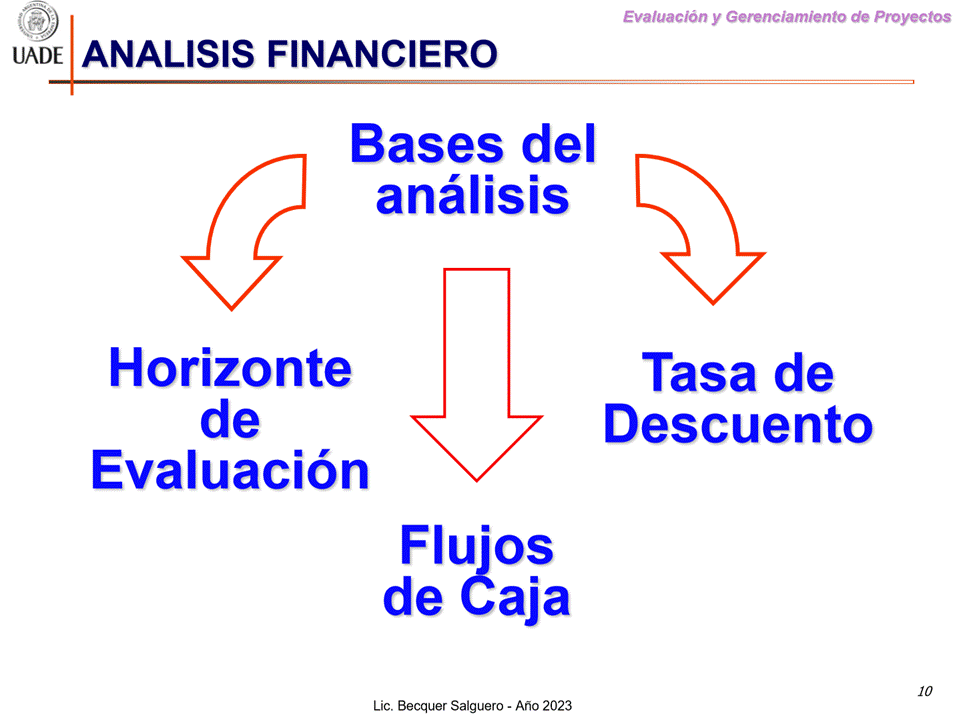 Evaluación y Gerenciamiento de Proyectos
UADE
ANALISIS FINANCIERO
Bases del
análisis
Horizonte
de
Evaluación
Tasa de
Descuento
Flujos
de Caja
10
Lic. Becquer Salguero - Año 2023